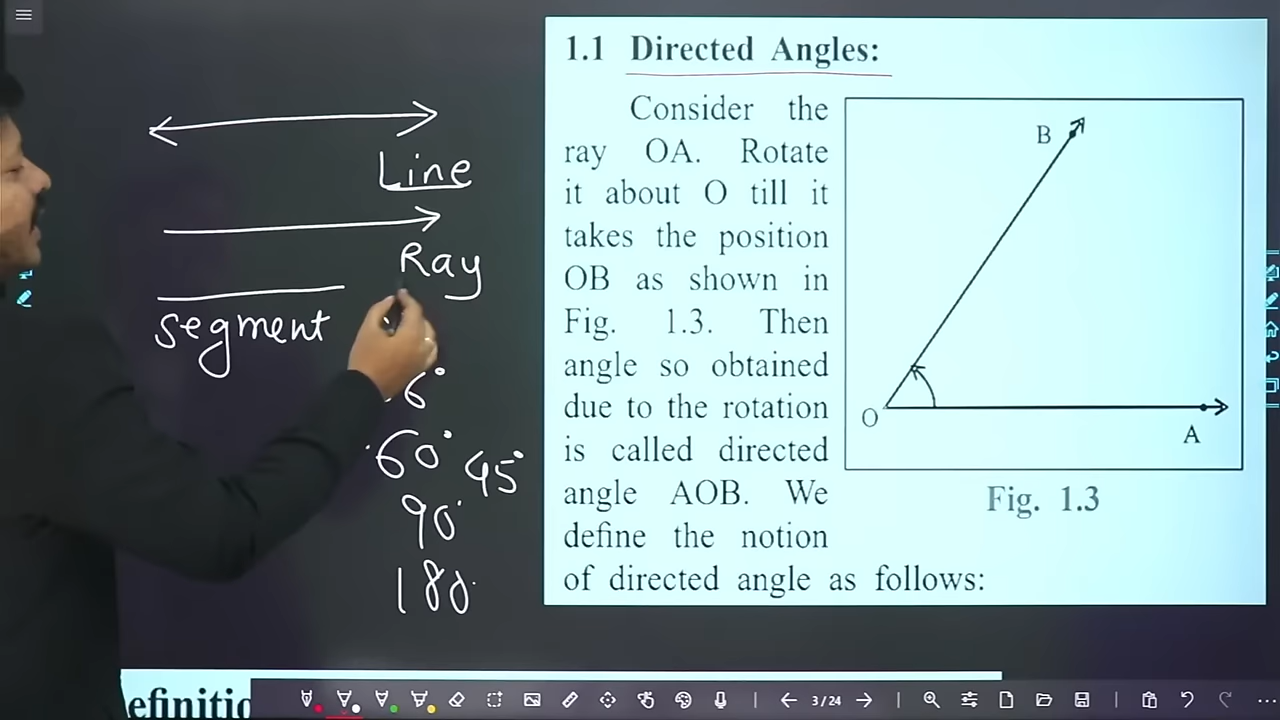 Line
Ray
segment
6°
60° 45°
90°
180°
1.1 Directed Angles:
Consider the
ray OA. Rotate
it about O till it
takes the position
OB as shown in
Fig. 1.3. Then
angle so obtained
due to the rotation
is called directed
angle AOB. We
define the notion
of directed angle as follows:
B
O
A
Fig. 1.3
3/24